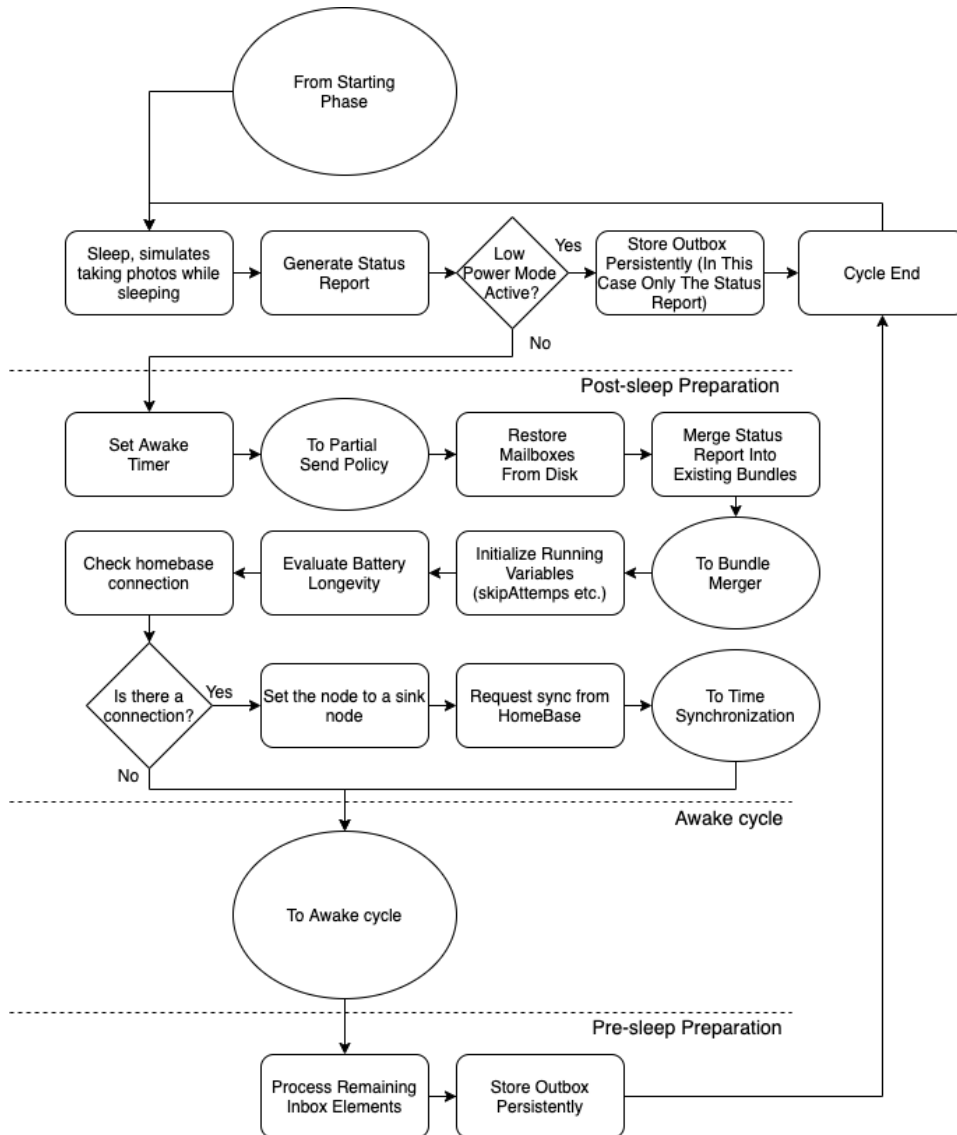 From Starting
Phase
Sleep, simulates
taking photos while
sleeping
Generate Status
Report
Low
Power Mode
Active?
Yes
Store Outbox
Persistently (In This
Case Only The Status
Report)
Cycle End
No
Post-sleep Preparation
Set Awake
Timer
To Partial
Send Policy
Restore
Mailboxes
From Disk
Merge Status
Report Into
Existing Bundles
Check homebase
connection
Evaluate Battery
Longevity
Initialize Running
Variables
(skipAttemps etc.)
To Bundle
Merger
Is there a
connection?
Yes
Set the node to a sink
node
Request sync from
HomeBase
To Time
Synchronization
No
Awake cycle
To Awake cycle
Pre-sleep Preparation
Process Remaining
Inbox Elements
Store Outbox
Persistently